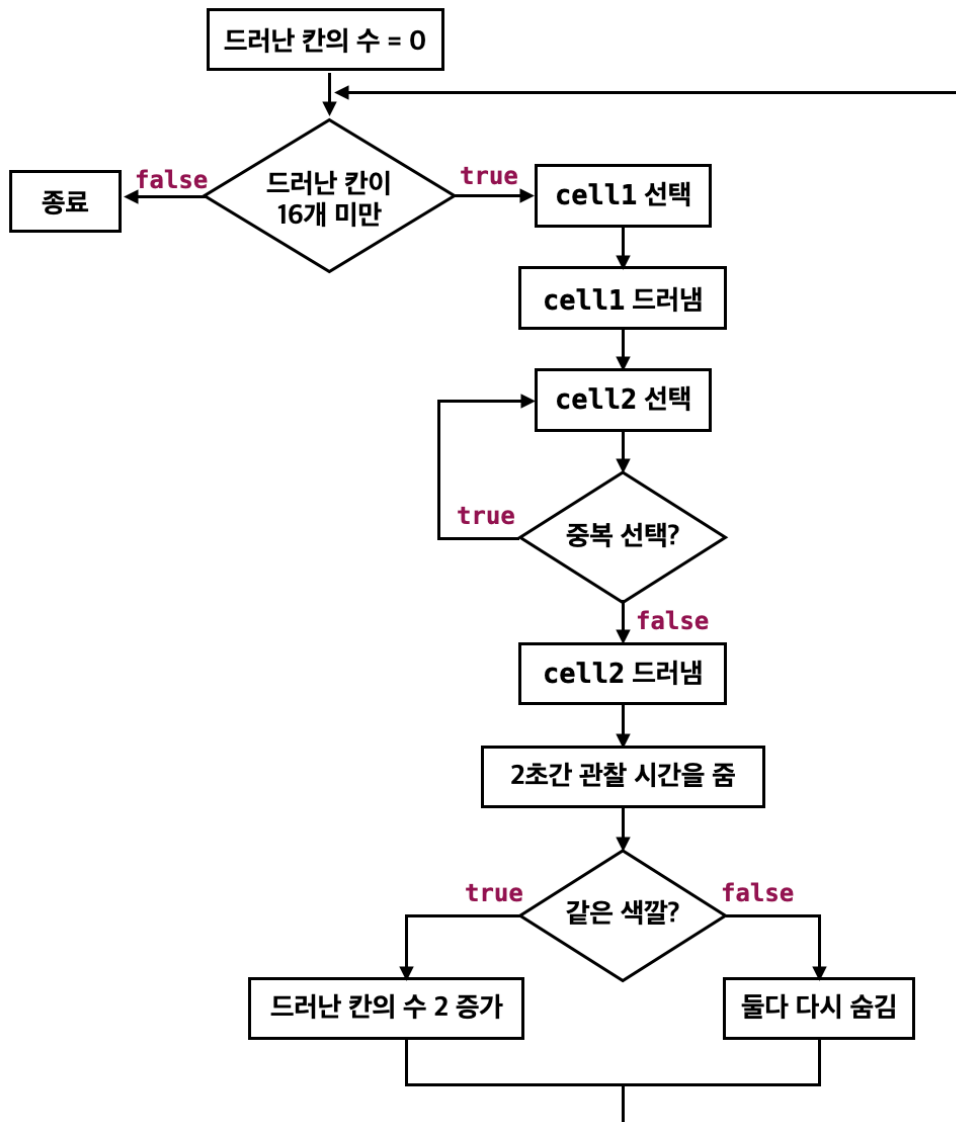 드러난 칸의 수 = 0
false
true
드러난 칸이
16개 미만
종료
cell1 선택
cell1 드러냄
cell2 선택
true
중복 선택?
false
cell2 드러냄
2초간 관찰 시간을 줌
true
false
같은 색깔?
드러난 칸의 수 2 증가
둘다 다시 숨김